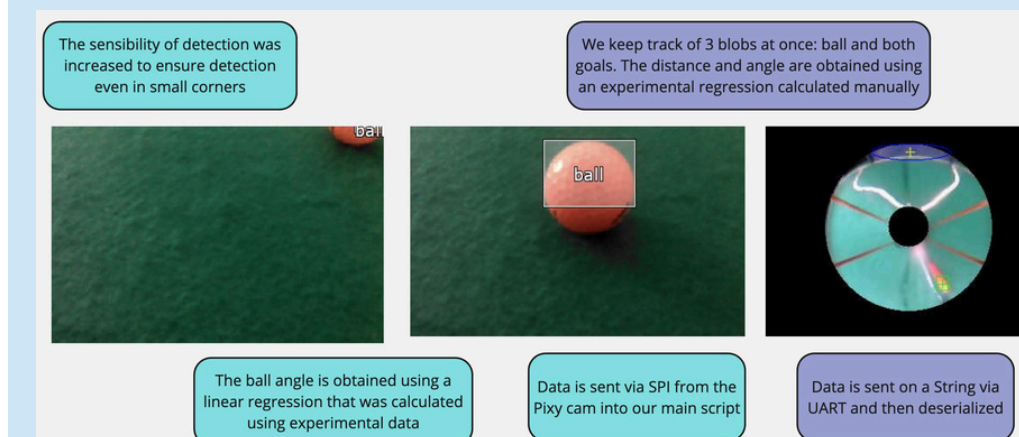 The sensibility of detection was
increased to ensure detection
even in small corners
We keep track of 3 blobs at once: ball and both
goals. The distance and angle are obtained using
an experimental regression calculated manually
ball
ball
The ball angle is obtained using a
linear regression that was calculated
using experimental data
Data is sent via SPI from the
Pixy cam into our main script
Data is sent on a String via
UART and then deserialized